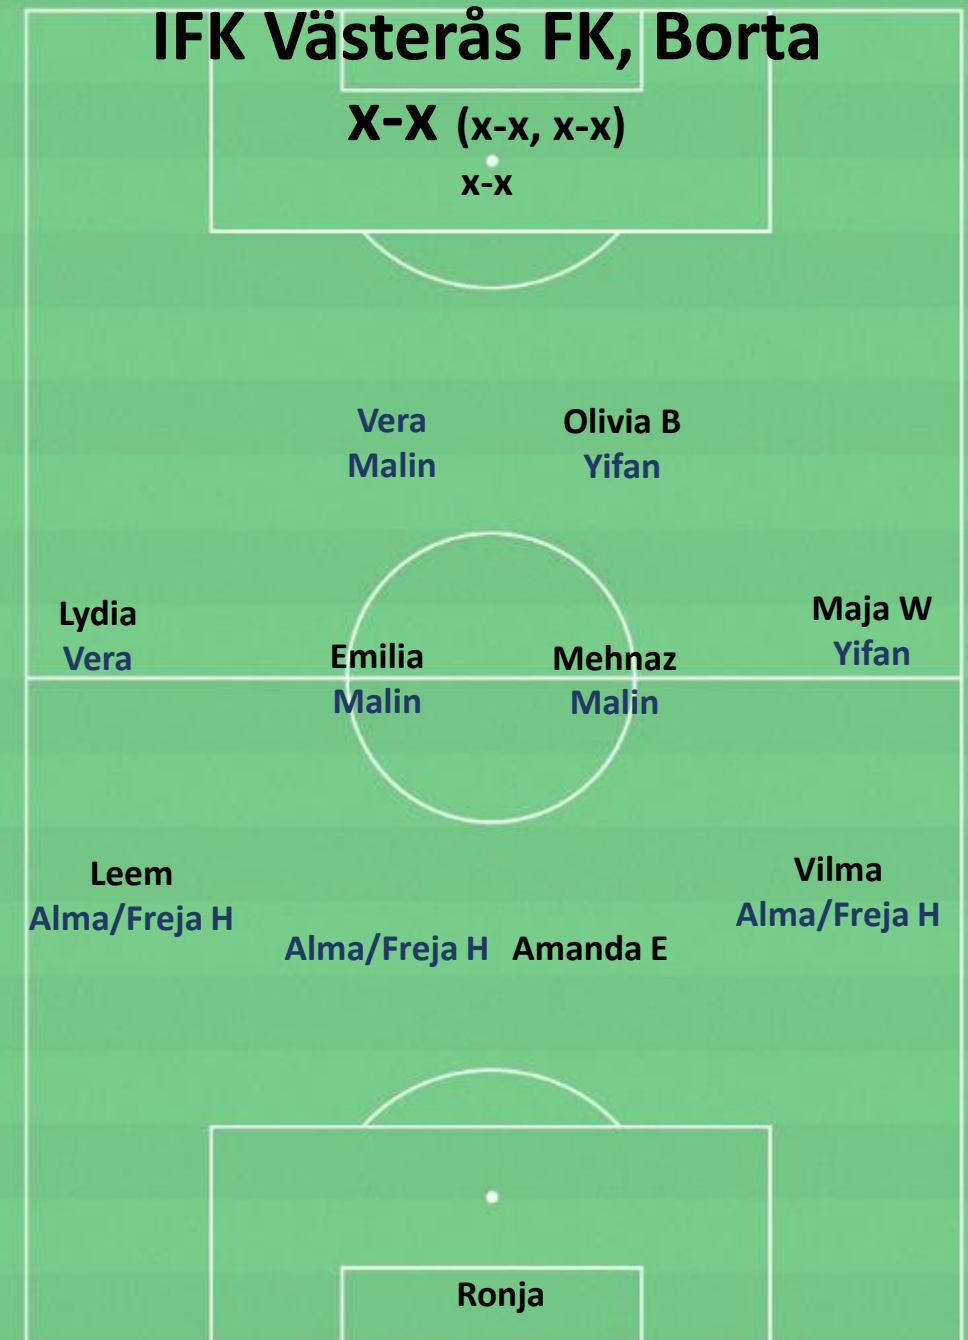 IFK Västerås FK, Borta
x-x (x-x, x-x)
x-x
Vera
Malin
Olivia B
Yifan
Lydia
Vera
Emilia
Malin
Mehnaz
Malin
Maja W
Yifan
Leem
Alma/Freja H
Alma/Freja H
Amanda E
Vilma
Alma/Freja H
Ronja